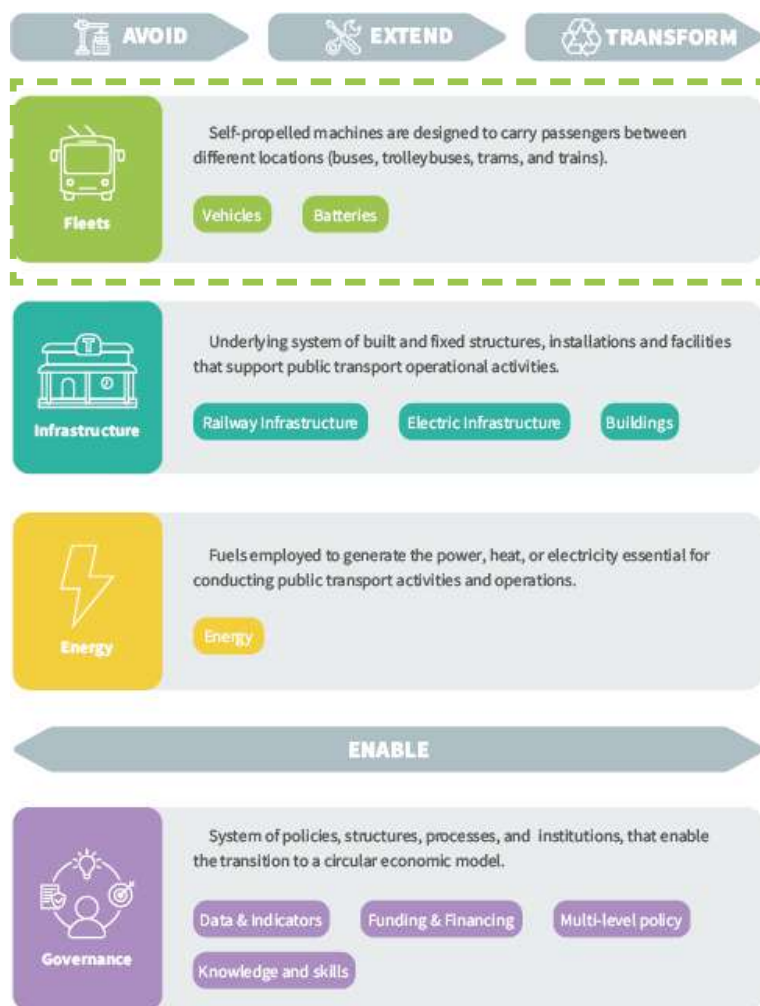 AVOID
EXTEND
TRANSFORM
Self-propelled machines are designed to carry passengers between
different locations (buses, trolleybuses, trams, and trains).
Vehicles
Batteries
Fleets
T
Underlying system of built and fixed structures, installations and facilities
that support public transport operational activities.
Railway Infrastructure
Electric Infrastructure
Buildings
Infrastructure
Fuels employed to generate the power, heat, or electricity essential for
conducting public transport activities and operations.
Energy
Energy
ENABLE
System of policies, structures, processes, and institutions, that enable
the transition to a circular economic model.
Data & Indicators
Funding & Financing
Multi-level policy
Knowledge and skills
Governance